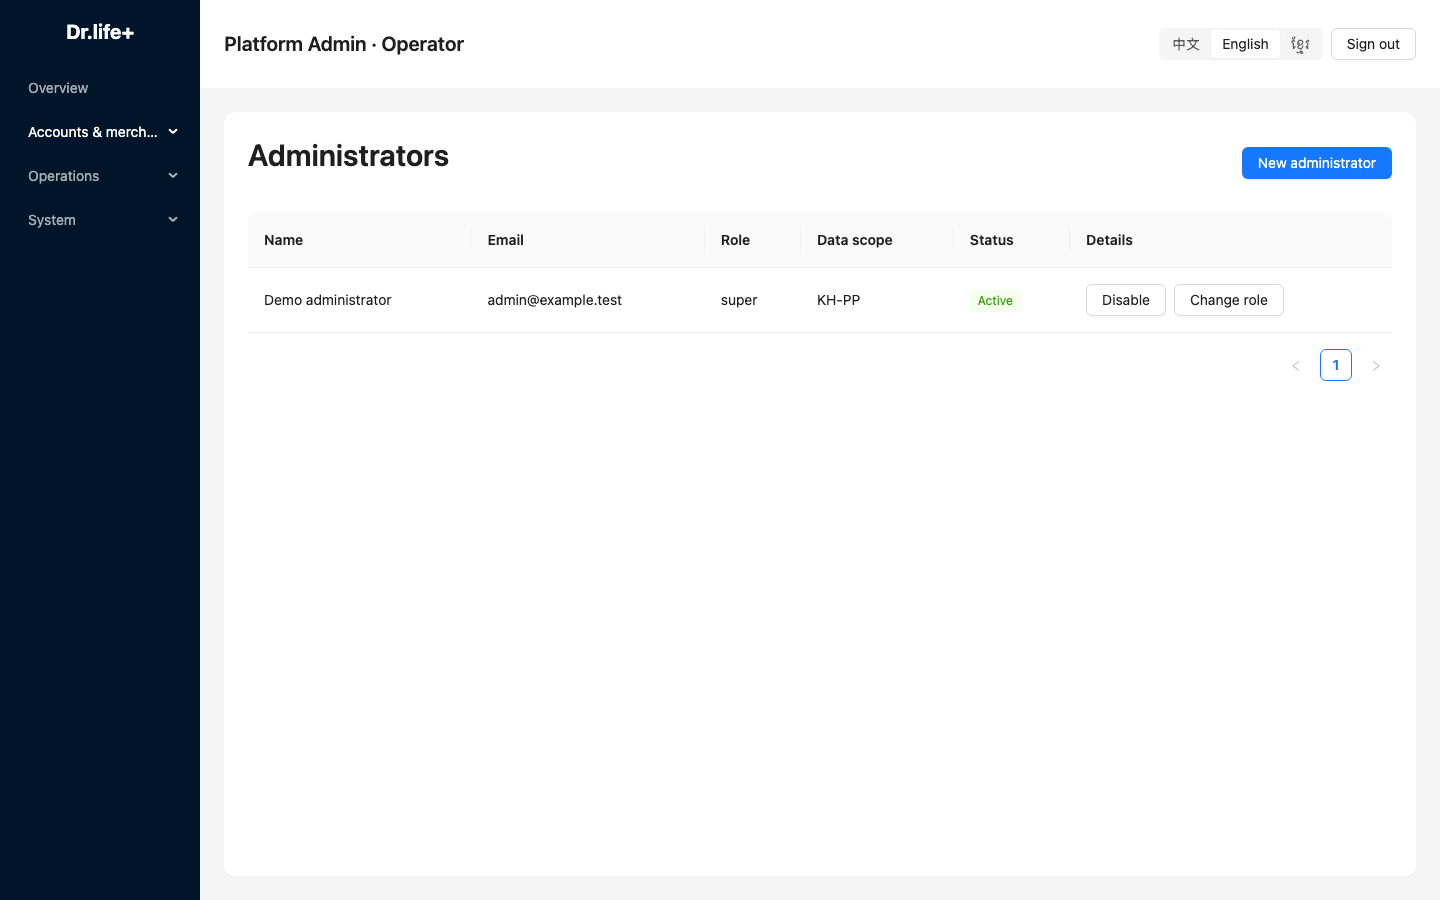 Dr.life+
Overview
Accounts & merch...
Operations
System
Platform Admin · Operator
中文 English ខ្មែរ Sign out
Administrators
New administrator
Name Email Role Data scope Status Details
Demo administrator admin@example.test super KH-PP Active Disable Change role
1